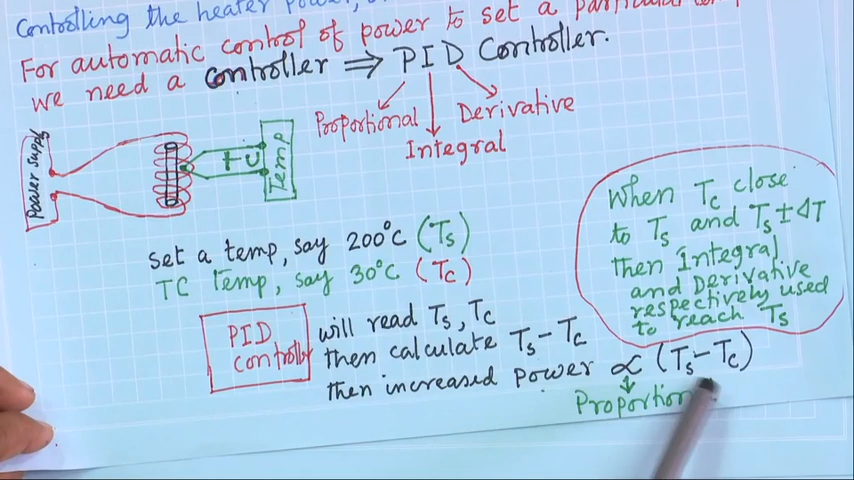 Controlling the heater power,
For automatic control of power to set a particular
we need a controller ⇒ PID Controller.
Proportional
Integral
Derivative
Power Supply
+ U
Temp
Set a temp, say 200°C (Ts)
TC Temp, say 30°C (Tc)
PID
controller
will read Ts, Tc
then calculate Ts - Tc
then increased power ∝ (Ts - Tc)
Proportion
When Tc close
to Ts and Ts ± ΔT
then Integral
and Derivative
respectively used
to reach Ts